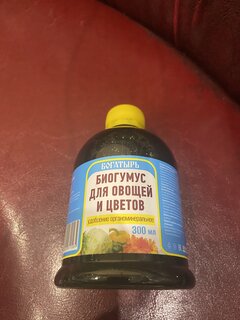 БОГАТЫРЬ
БИОГУМУС
ДЛЯ ОВОЩЕЙ
И ЦВЕТОВ
удобрение органоминеральное
300 мл